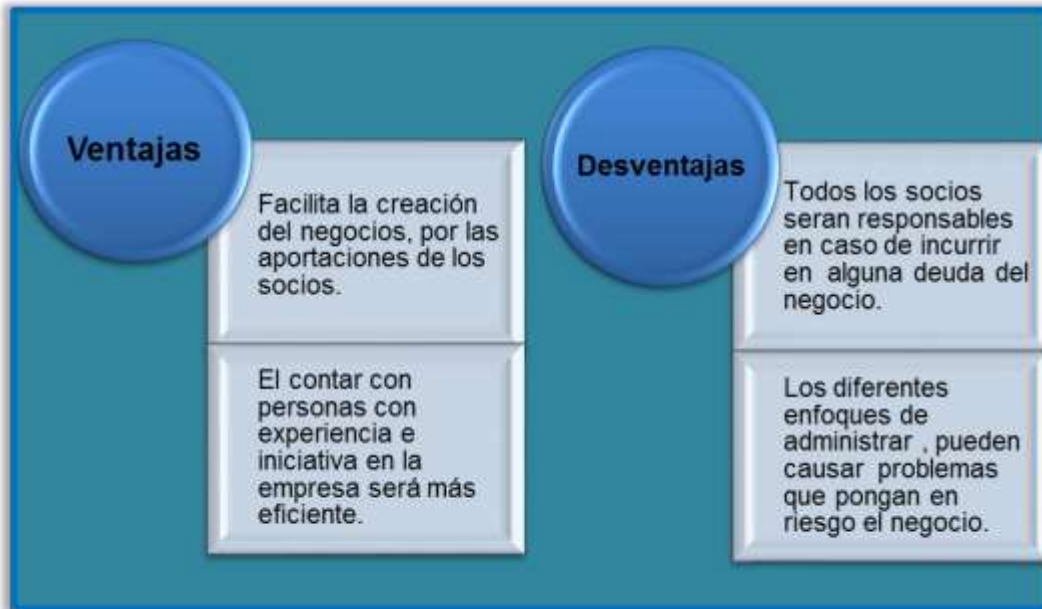 Ventajas
Facilita la creación
del negocios, por las
aportaciones de los
socios.
El contar con
personas con
experiencia e
iniciativa en la
empresa será más
eficiente.
Desventajas
Todos los socios
seran responsables
en caso de incurrir
en alguna deuda del
negocio.
Los diferentes
enfoques de
administrar , pueden
causar problemas
que pongan en
riesgo el negocio.